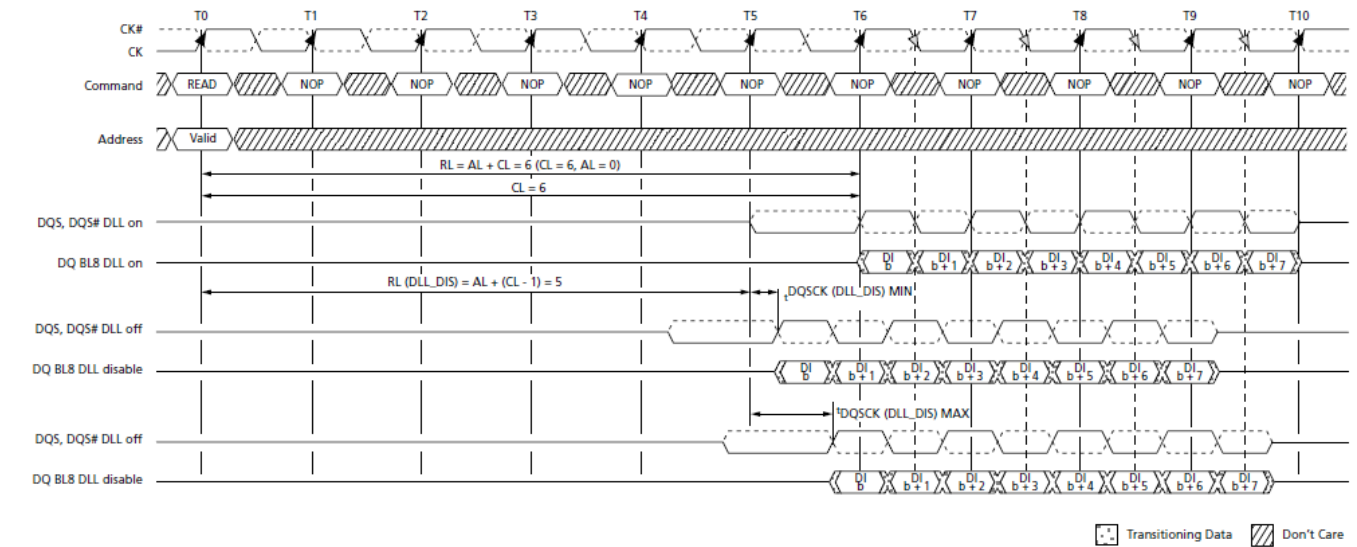 T0 T1 T2 T3 T4 T5 T6 T7 T8 T9 T10
CK#
CK
Command READ NOP NOP NOP NOP NOP NOP NOP NOP NOP NOP
Address Valid
RL = AL + CL = 6 (CL = 6, AL = 0)
CL = 6
DQS, DQS# DLL on
DQ BL8 DLL on DI b DI b + 1 DI b + 2 DI b + 3 DI b + 4 DI b + 5 DI b + 6 DI b + 7
RL (DLL_DIS) = AL + (CL - 1) = 5 tDQSCK (DLL_DIS) MIN
DQS, DQS# DLL off
DQ BL8 DLL disable DI b DI b + 1 DI b + 2 DI b + 3 DI b + 4 DI b + 5 DI b + 6 DI b + 7
tDQSCK (DLL_DIS) MAX
DQS, DQS# DLL off
DQ BL8 DLL disable DI b DI b + 1 DI b + 2 DI b + 3 DI b + 4 DI b + 5 DI b + 6 DI b + 7
Transitioning Data Don't Care